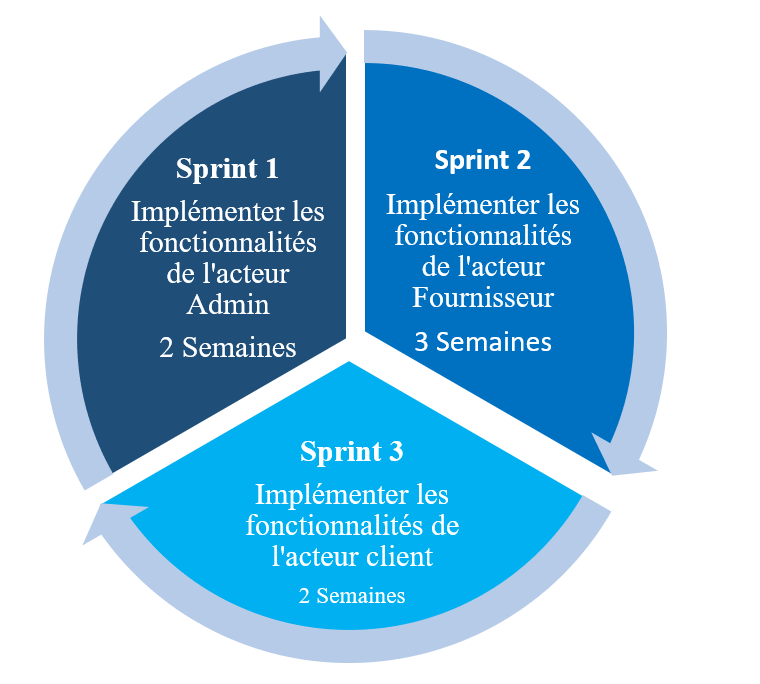 Sprint 1
Implémenter les
fonctionnalités
de l'acteur
Admin
2 Semaines
Sprint 2
Implémenter les
fonctionnalités
de l'acteur
Fournisseur
3 Semaines
Sprint 3
Implémenter les
fonctionnalités de
l'acteur client
2 Semaines